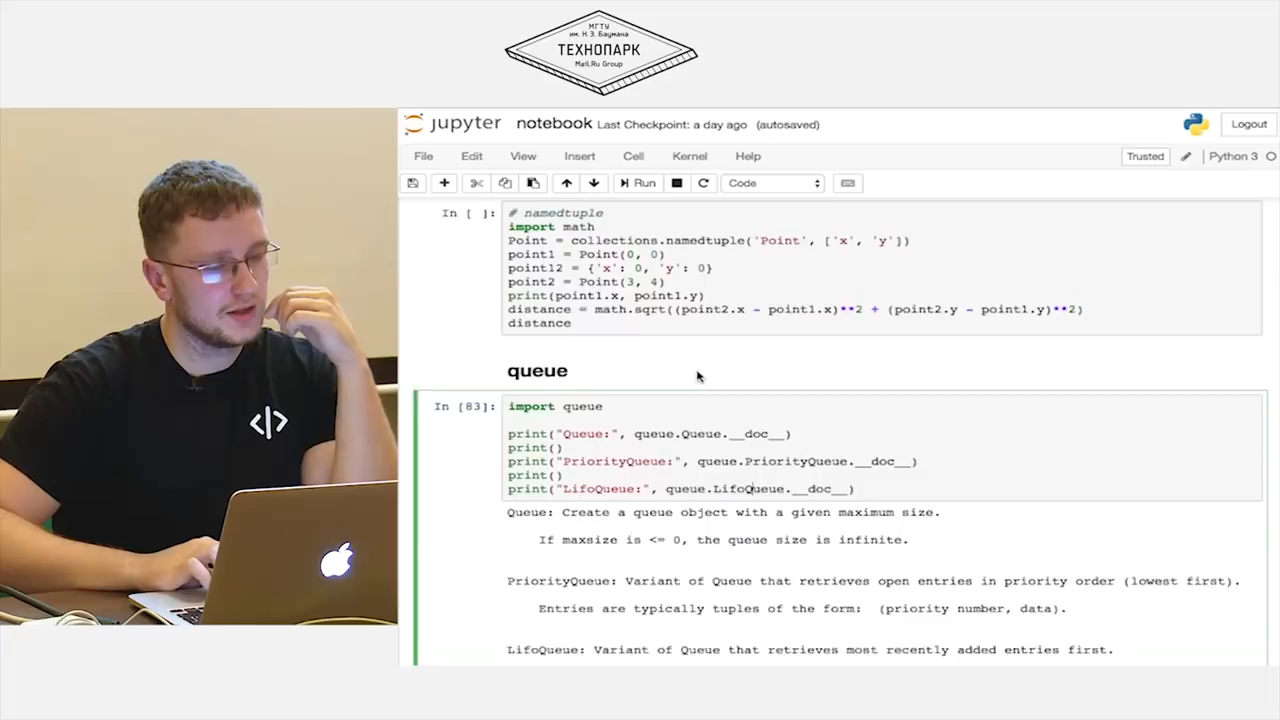 МГТУ
им. Н.Э. Баумана
ТЕХНОПАРК
Mail.Ru Group
jupyter notebook Last Checkpoint: a day ago (autosaved)
Logout
File Edit View Insert Cell Kernel Help
Trusted Python 3
Run Code
In [ ]:
# namedtuple
import math
Point = collections.namedtuple('Point', ['x', 'y'])
point1 = Point(0, 0)
point12 = {'x': 0, 'y': 0}
point2 = Point(3, 4)
print(point1.x, point1.y)
distance = math.sqrt((point2.x - point1.x)**2 + (point2.y - point1.y)**2)
distance
queue
In [83]:
import queue
print("Queue:", queue.Queue.__doc__)
print()
print("PriorityQueue:", queue.PriorityQueue.__doc__)
print()
print("LifoQueue:", queue.LifoQueue.__doc__)
Queue: Create a queue object with a given maximum size.
If maxsize is <= 0, the queue size is infinite.
PriorityQueue: Variant of Queue that retrieves open entries in priority order (lowest first).
Entries are typically tuples of the form: (priority number, data).
LifoQueue: Variant of Queue that retrieves most recently added entries first.